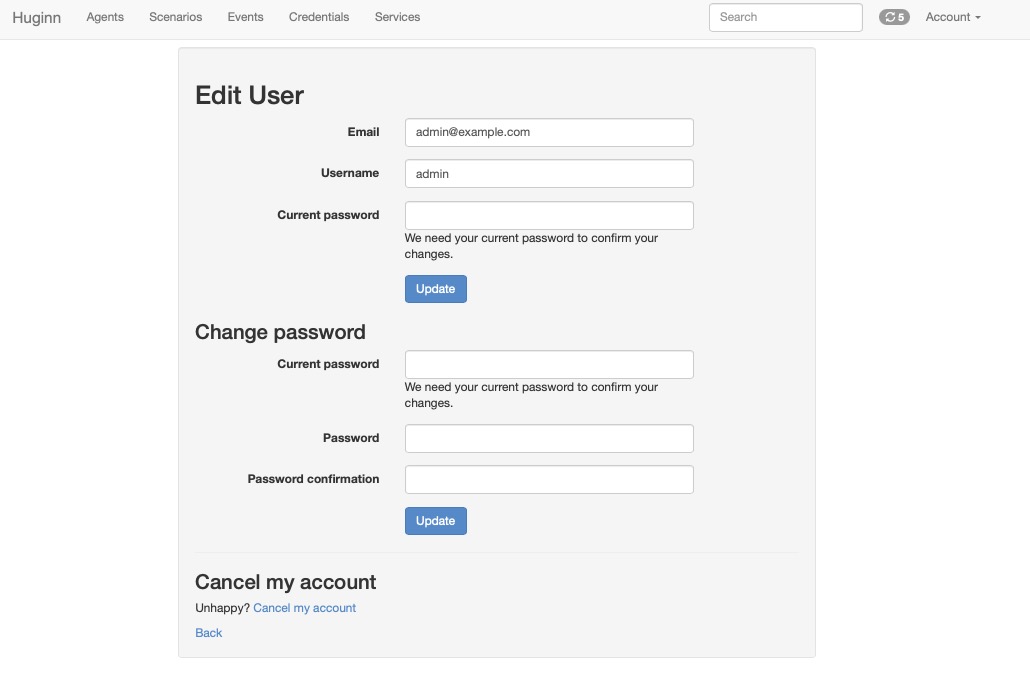 Huginn Agents Scenarios Events Credentials Services Search 5 Account
Edit User
Email admin@example.com
Username admin
Current password
We need your current password to confirm your
changes.
Update
Change password
Current password
We need your current password to confirm your
changes.
Password
Password confirmation
Update
Cancel my account
Unhappy? Cancel my account
Back